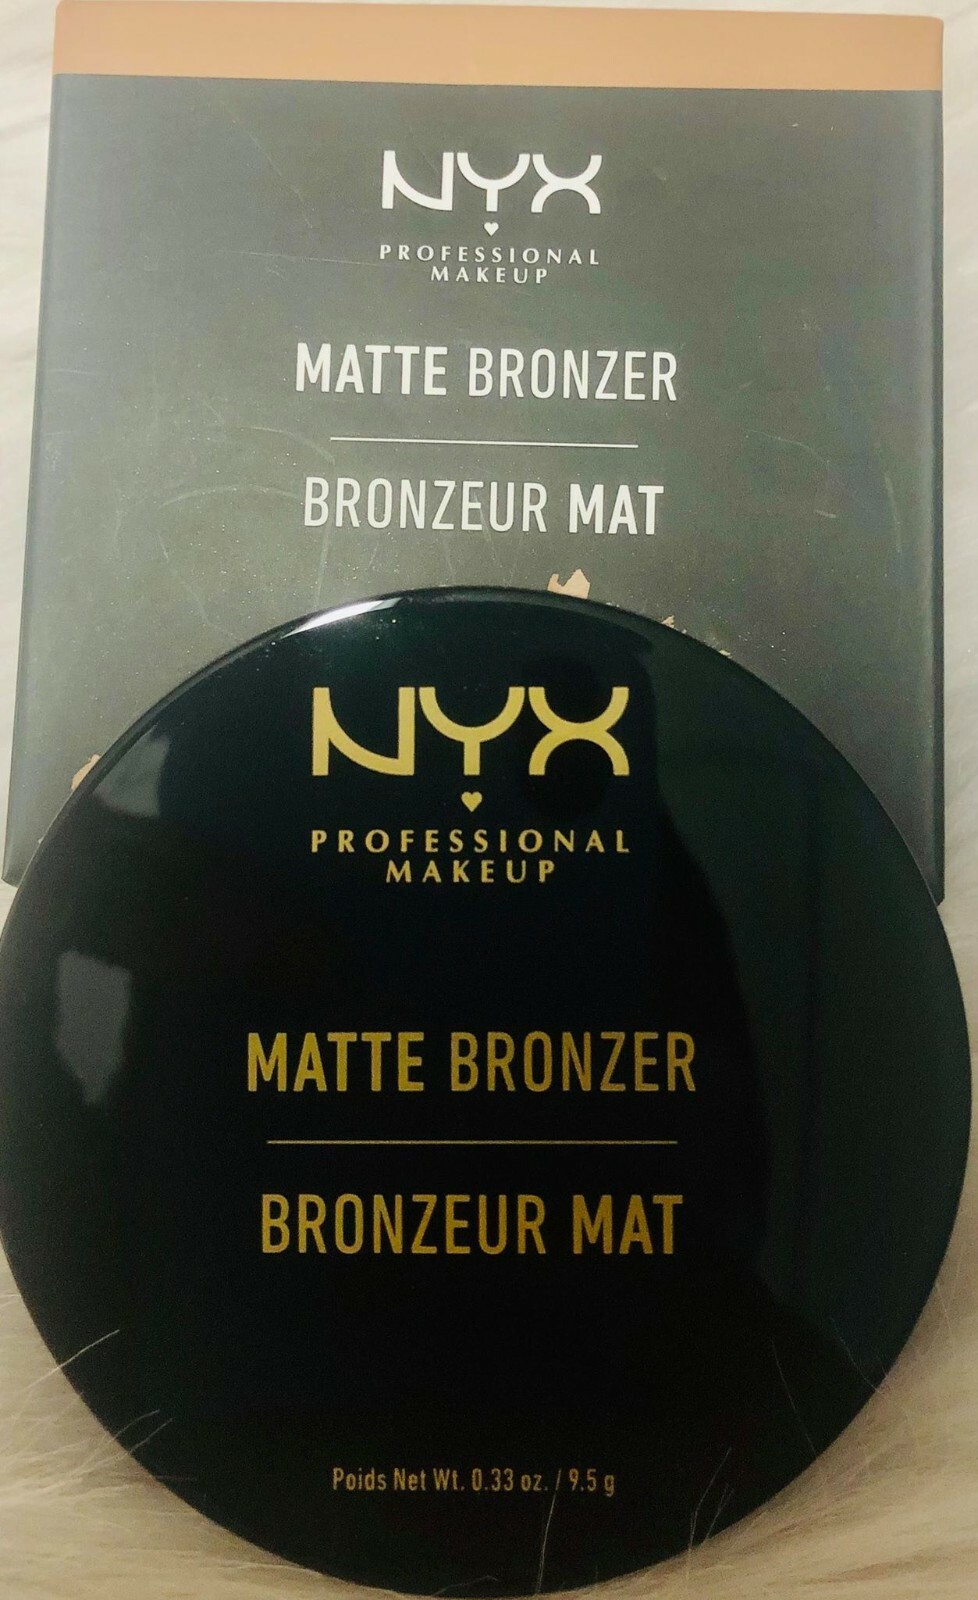 NYX
PROFESSIONAL
MAKEUP
MATTE BRONZER
BRONZEUR MAT
NYX
PROFESSIONAL
MAKEUP
MATTE BRONZER
BRONZEUR MAT
Poids Net Wt. 0.33 oz. / 9.5 g